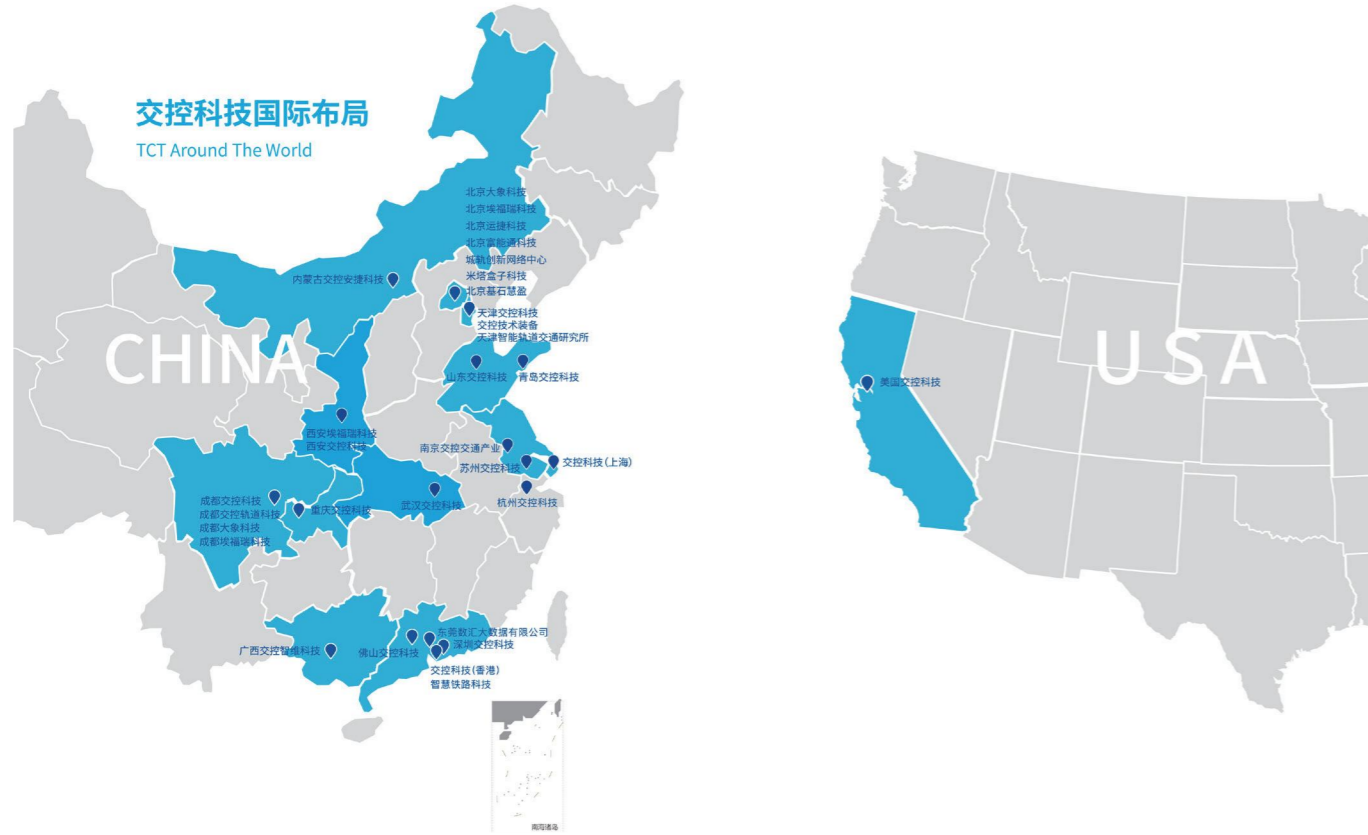 交控科技国际布局
TCT Around The World
北京大象科技
北京埃福瑞科技
北京运捷科技
北京富能通科技
城轨创新网络中心
米塔盒子科技
北京基石慧盈
内蒙古交控安捷科技
天津交控科技
交控技术装备
天津智能轨道交通研究所
CHINA
USA
山东交控科技
青岛交控科技
美国交控科技
西安埃福瑞科技
西安交控科技
南京交控交通产业
苏州交控科技
交控科技(上海)
杭州交控科技
武汉交控科技
成都交控科技
成都交控轨道科技
成都大象科技
成都埃福瑞科技
重庆交控科技
广西交控智维科技
佛山交控科技
东莞数汇大数据有限公司
深圳交控科技
交控科技(香港)
智慧铁路科技
南海诸岛